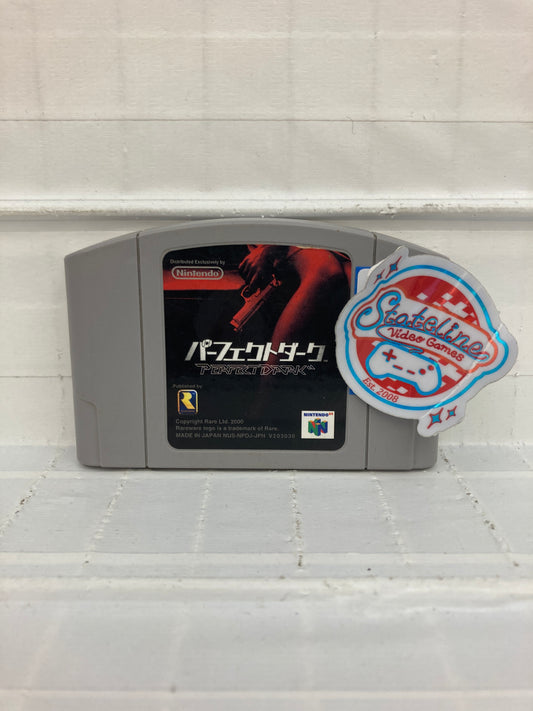 Distributed Exclusively by
Nintendo
パーフェクトダーク
PERFECT DARK
Published by
Copyright Rare Ltd. 2000
Rareware logo is a trademark of Rare.
MADE IN JAPAN NUS-NPDJ-JPN
NINTENDO 64
Stateline
Video Games
Est. 2008